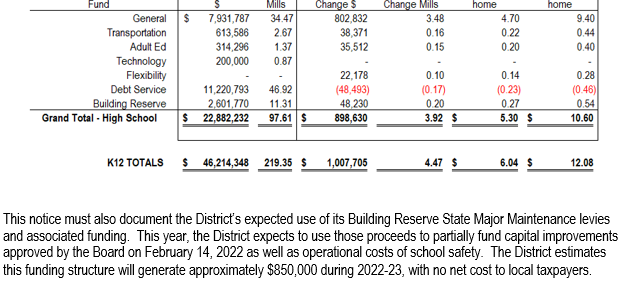 Fund $ Mills Change $ Change Mills home home
General $ 7,931,787 34.47 802,832 3.48 4.70 9.40
Transportation 613,586 2.67 38,371 0.16 0.22 0.44
Adult Ed 314,296 1.37 35,512 0.15 0.20 0.40
Technology 200,000 0.87 - - - -
Flexibility - - 22,178 0.10 0.14 0.28
Debt Service 11,220,793 46.92 (48,493) (0.17) (0.23) (0.46)
Building Reserve 2,601,770 11.31 48,230 0.20 0.27 0.54
Grand Total - High School $ 22,882,232 97.61 $ 898,630 3.92 $ 5.30 $ 10.60
K12 TOTALS $ 46,214,348 219.35 $ 1,007,705 4.47 $ 6.04 $ 12.08
This notice must also document the District's expected use of its Building Reserve State Major Maintenance levies
and associated funding. This year, the District expects to use those proceeds to partially fund capital improvements
approved by the Board on February 14, 2022 as well as operational costs of school safety. The District estimates
this funding structure will generate approximately $850,000 during 2022-23, with no net cost to local taxpayers.